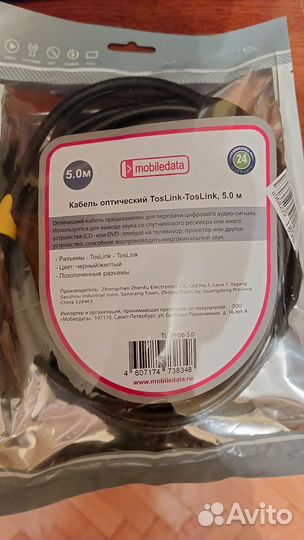 5.0м
mobiledata
24
Кабель оптический TosLink-TosLink, 5.0 м
Оптический кабель предназначен для передачи цифрового аудио-сигнала.
Используется для вывода звука со спутникового ресивера или иного
устройства (CD- или DVD -плеера) на телевизор, проектор или другое
устройство, способное воспроизводить многоканальный звук.
- Разъемы : TosLink - TosLink
- Цвет: черный/желтый
- Позолоченные разъемы
Производитель: Zhongshan Zhenfu Electronics Co., Ltd No.1, Lane 1, Yagang
Sanzhou industrial zone, Sanxiang Town, Zhongshan City, Guangdong Province,
China 528463.
Импортер и организация, принимающая претензии от покупателей : ООО
«Мобилдата», 197110, Санкт-Петербург, ул. Большая Разночинная, д.14, лит.4,
4 607174 738348
www.mobiledata.ru
Avito